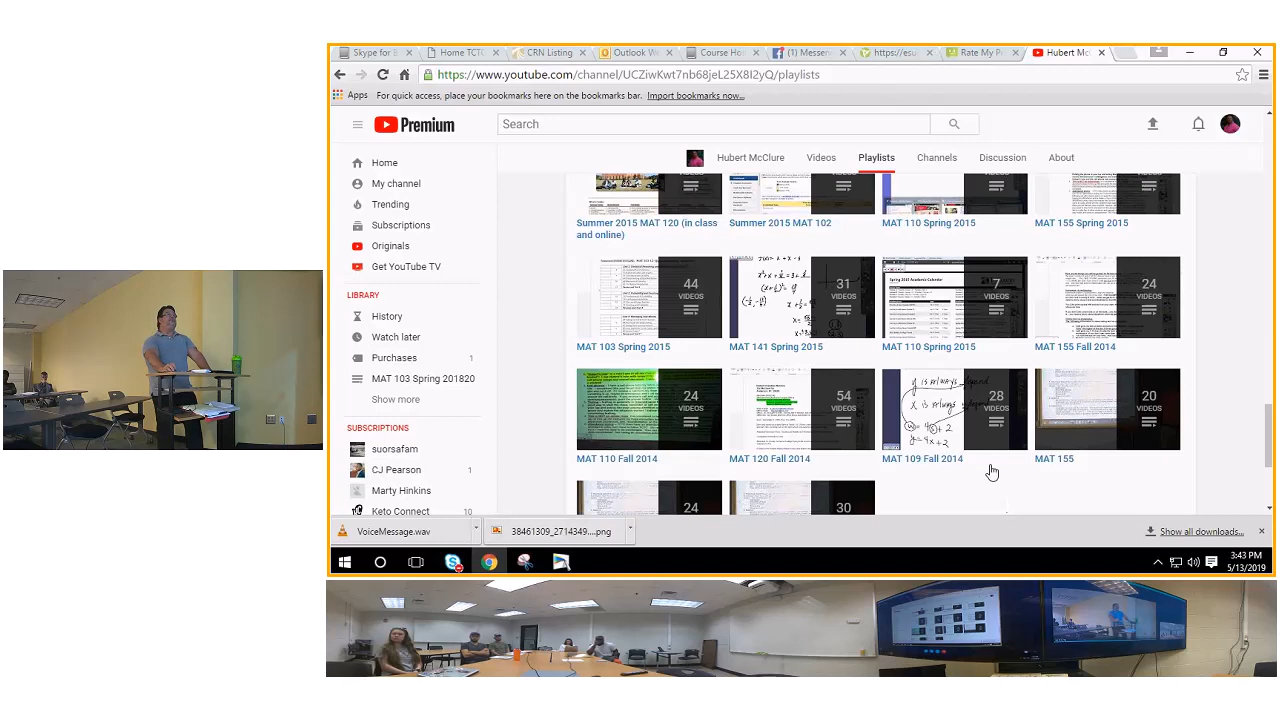 Skype for B
Home TCTC
CRN Listing
Outlook We
Course Ho
(1) Messen
https://esu
Rate My P
Hubert Mc
https://www.youtube.com/channel/UCZiwKwt7nb68jeL25X8I2yQ/playlists
Apps For quick access, place your bookmarks here on the bookmarks bar. Import bookmarks now...
Premium
Search
Hubert McClure
Videos
Playlists
Channels
Discussion
About
Home
My channel
Trending
Subscriptions
Originals
Get YouTube TV
LIBRARY
History
Watch later
Purchases 1
MAT 103 Spring 201820
Show more
SUBSCRIPTIONS
suorsafam
CJ Pearson 1
Marty Hinkins
Keto Connect 10
Summer 2015 MAT 120 (in class
and online)
Summer 2015 MAT 102
MAT 110 Spring 2015
MAT 155 Spring 2015
44
VIDEOS
MAT 103 Spring 2015
31
VIDEOS
MAT 141 Spring 2015
7
VIDEOS
MAT 110 Spring 2015
24
VIDEOS
MAT 155 Fall 2014
24
VIDEOS
MAT 110 Fall 2014
54
VIDEOS
MAT 120 Fall 2014
y is always
x is always
y = 4x+2
28
VIDEOS
MAT 109 Fall 2014
20
VIDEOS
MAT 155
24
30
VoiceMessage.wav
38461309_2714349....png
Show all downloads...
3:43 PM
5/13/2019